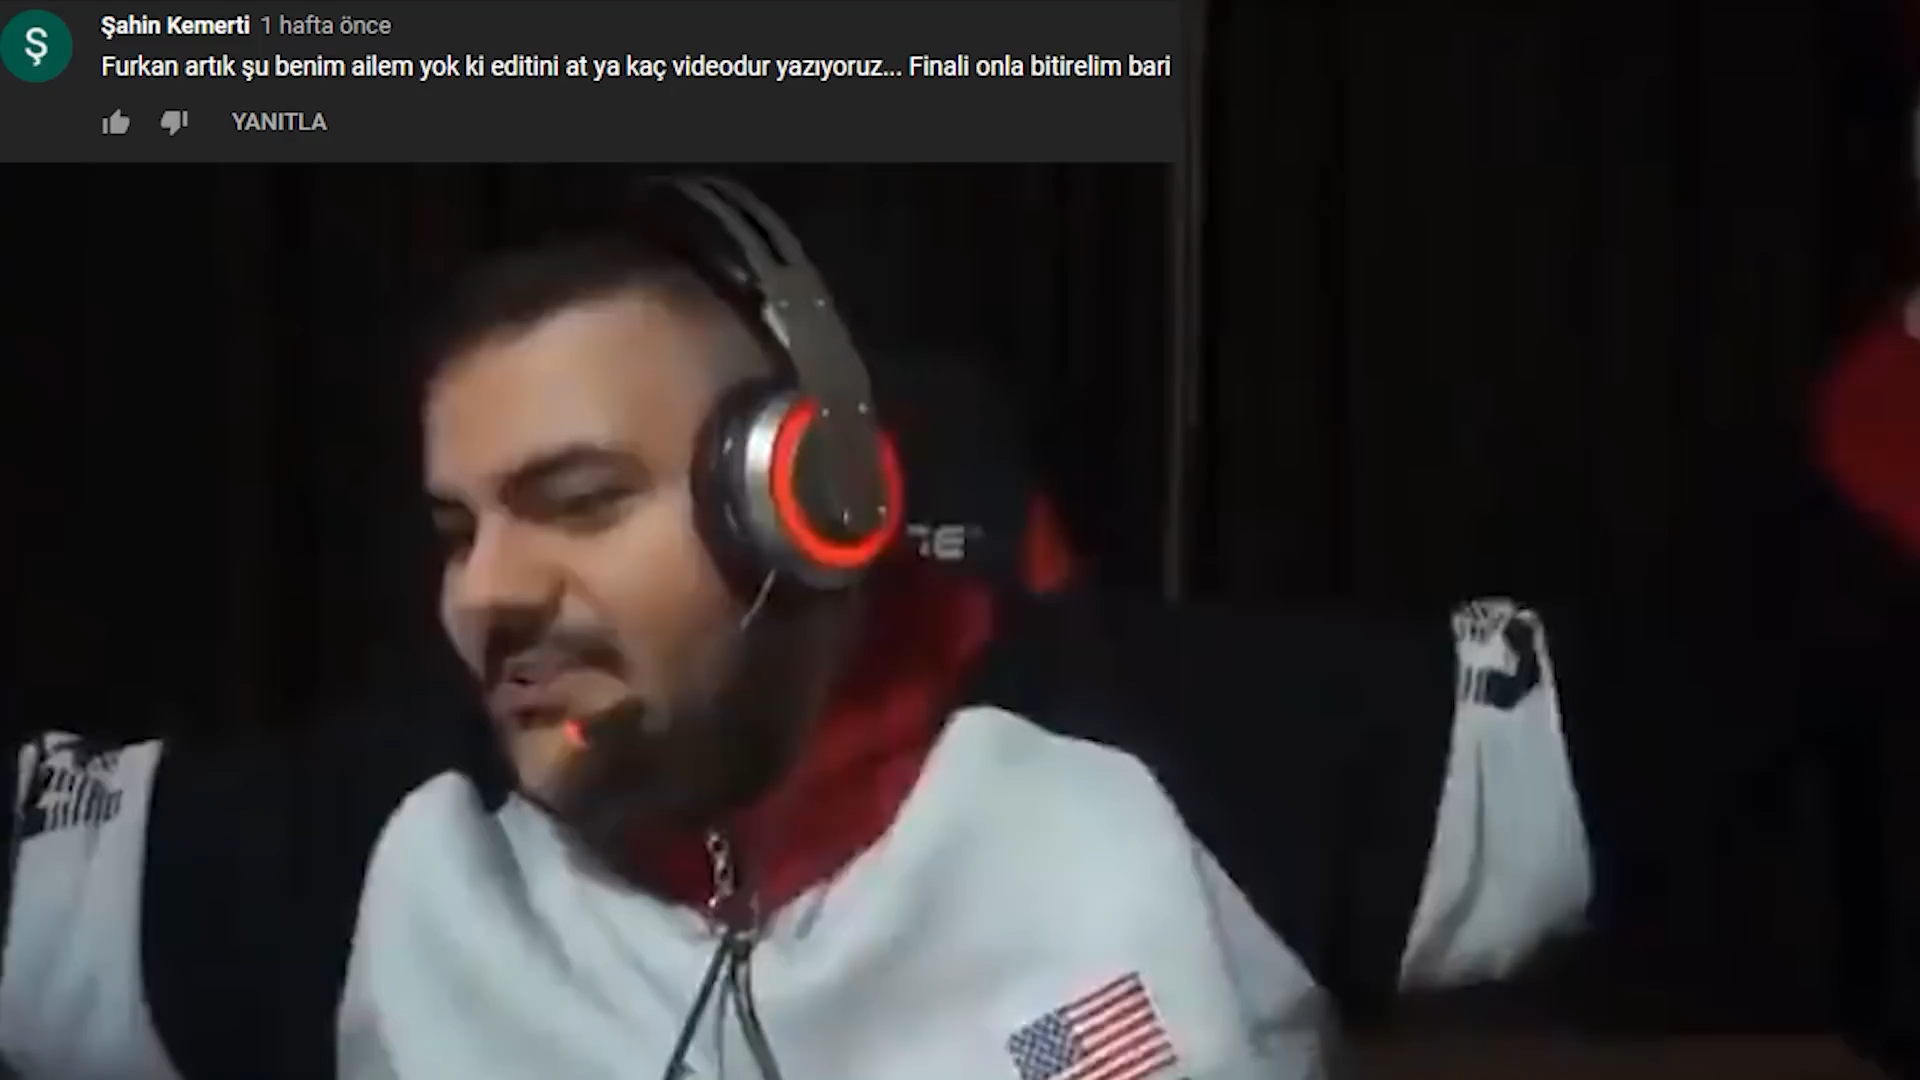 Ş
Şahin Kemerti 1 hafta önce
Furkan artık şu benim ailem yok ki editini at ya kaç videodur yazıyoruz... Finali onla bitirelim bari
YANITLA